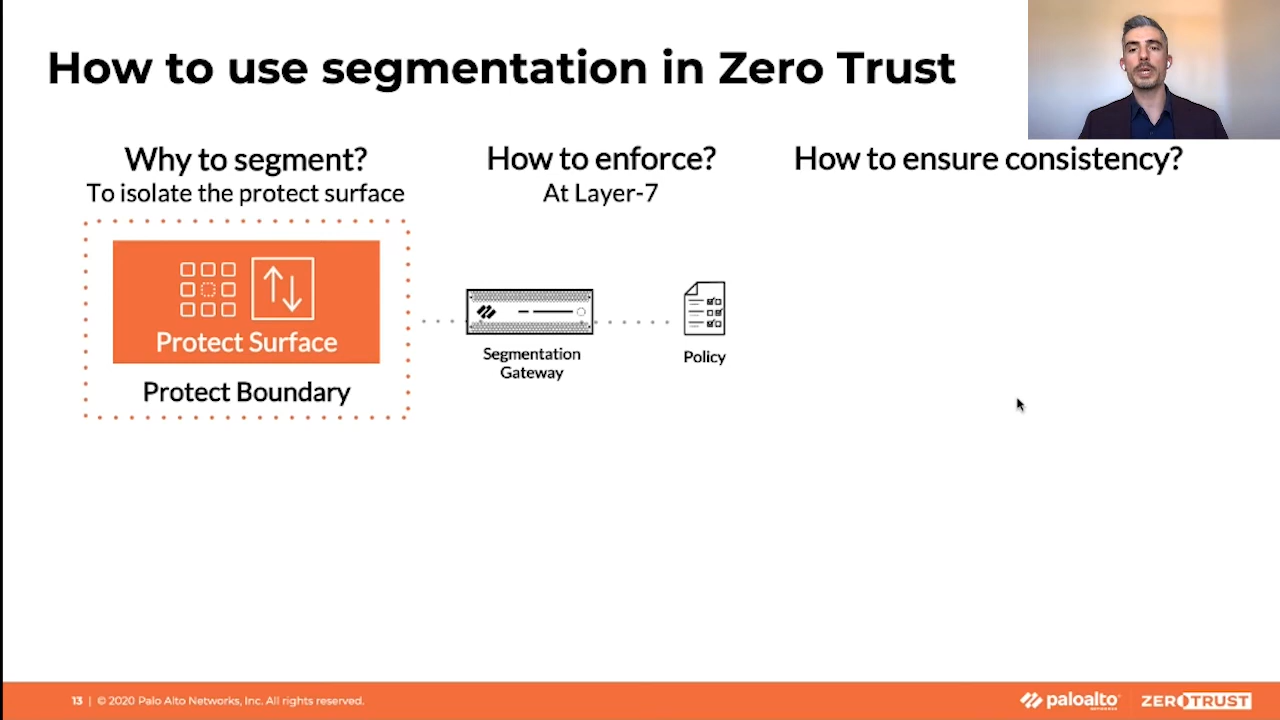 How to use segmentation in Zero Trust
Why to segment?
To isolate the protect surface
Protect Surface
Protect Boundary
How to enforce?
At Layer-7
Segmentation
Gateway
Policy
How to ensure consistency?
13 | © 2020 Palo Alto Networks, Inc. All rights reserved.
paloalto
NETWORKS
ZERO TRUST